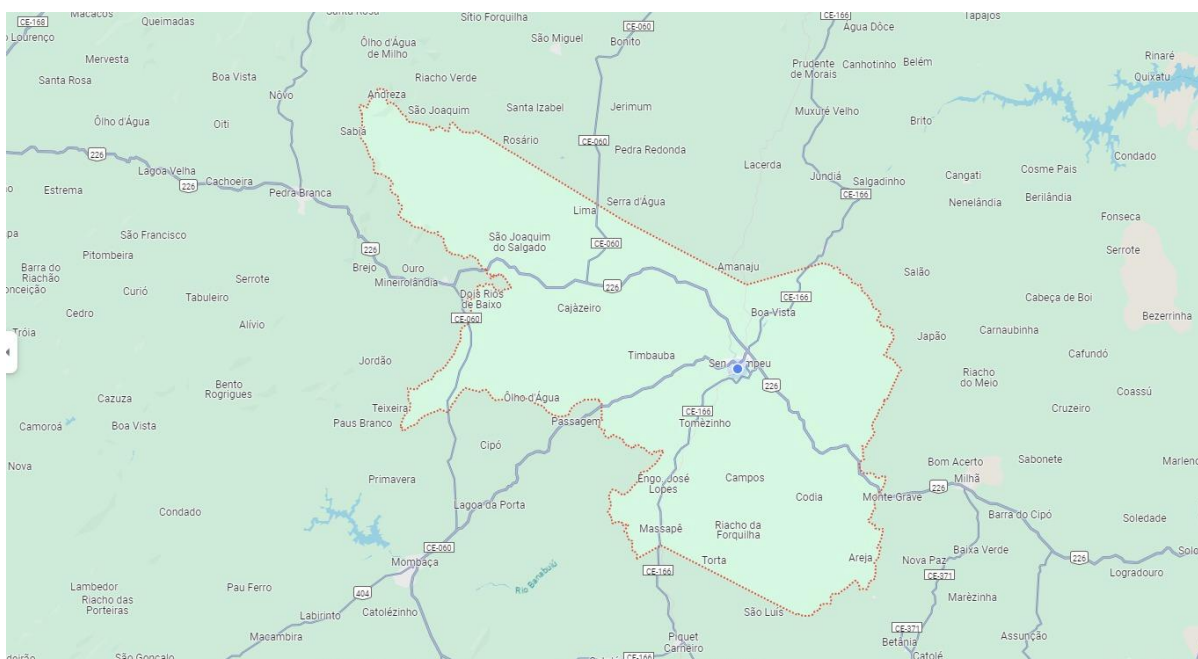 Macacos
Queimadas
Sítio Forquilha
CE-166
Tapajos
CE-168
CE-060
Água Dôce
o Lourenço
São Miguel
Bonito
Ôlho d'Água
de Milho
Mervesta
Prudente
de Morais
Canhotinho
Belém
Rinaré
Quixatu
Santa Rosa
Boa Vista
Riacho Verde
Nôvo
Andreza
São Joaquim
Santa Izabel
Jerimum
Muxuré Velho
Ôlho d'Água
Oiti
Sabiá
Brito
Rosário
CE-060
Pedra Redonda
226
Lagoa Velha
Lacerda
Condado
Cosme Pais
Estrema
226
Cachoeira
Pedra Branca
Jundiá
Salgadinho
Cangati
CE-166
Serra d'Água
Nenelândia
Berilândia
Lima
Fonseca
São Francisco
São Joaquim
do Salgado
CE-060
226
Serrote
Pitombeira
Barra do
Riachão
Brejo
Ouro
Amanaju
Salão
Serrote
Mineirolândia
226
Curió
Tabuleiro
Dois Rios
de Baixo
CE-166
Cabeça de Boi
Cajàzeiro
Boa Vista
Cedro
CE-060
Bezerrinha
Tróia
Alívio
Japão
Carnaubinha
Timbauba
Cafundó
Jordão
Riacho
do Meio
Bento
Rogrigues
226
Coassú
Cazuza
Ôlho d'Água
Teixeira
CE-166
Cruzeiro
Camoroá
Boa Vista
Paus Branco
Passagem
Tomèzinho
Cipó
Nova
Bom Acerto
Sabonete
Primavera
Engo. José
Lopes
Campos
Milhã
226
Codia
Monte Grave
Lagoa da Porta
Condado
Barra do Cipó
Soledade
Massapê
Riacho da
Forquilha
CE-060
Baixa Verde
Areja
Nova Paz
226
Mombaça
CE-166
Torta
CE-371
Logradouro
Lambedor
Pau Ferro
404
Rio Banabuiú
Riacho das
Porteiras
Marèzinha
Labirinto
Catolézinho
São Luís
CE-371
Macambira
Piquet
Carneiro
Betânia
Assunção
São Gonçalo
CE-166
Catolé